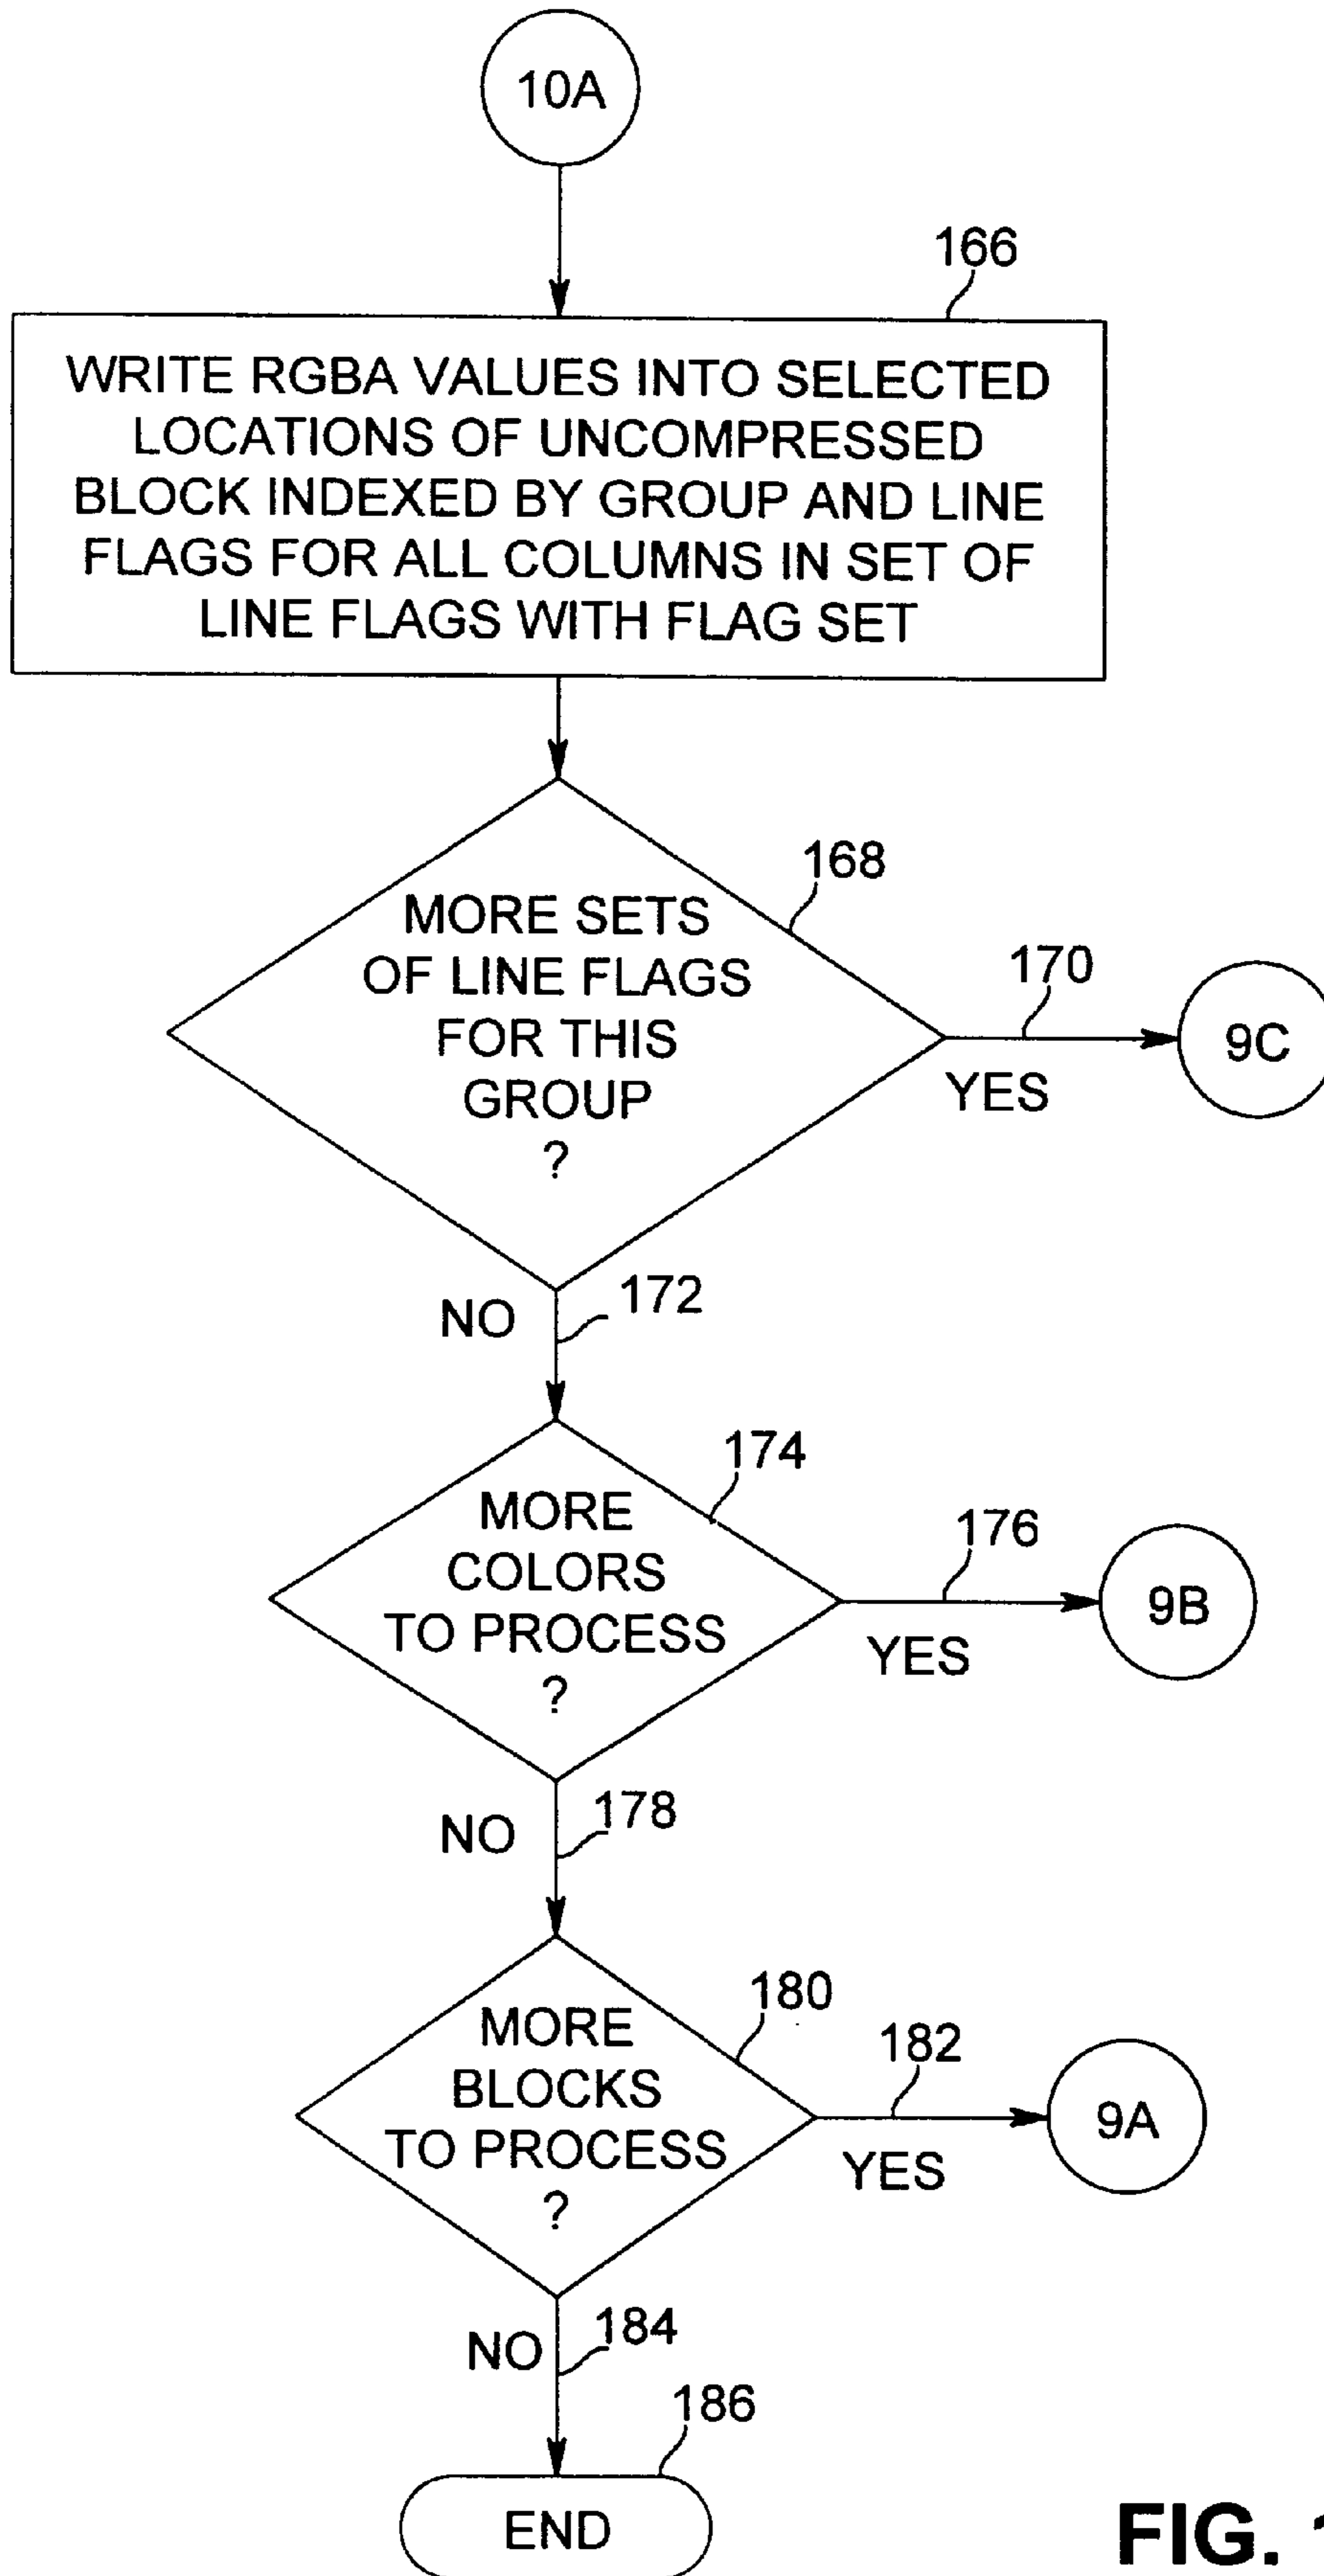 10A
166
WRITE RGBA VALUES INTO SELECTED
LOCATIONS OF UNCOMPRESSED
BLOCK INDEXED BY GROUP AND LINE
FLAGS FOR ALL COLUMNS IN SET OF
LINE FLAGS WITH FLAG SET
168
MORE SETS
OF LINE FLAGS
FOR THIS
GROUP
?
170
YES
9C
NO
172
174
MORE
COLORS
TO PROCESS
?
176
YES
9B
NO
178
180
MORE
BLOCKS
TO PROCESS
?
182
YES
9A
NO
184
186
END
FIG.